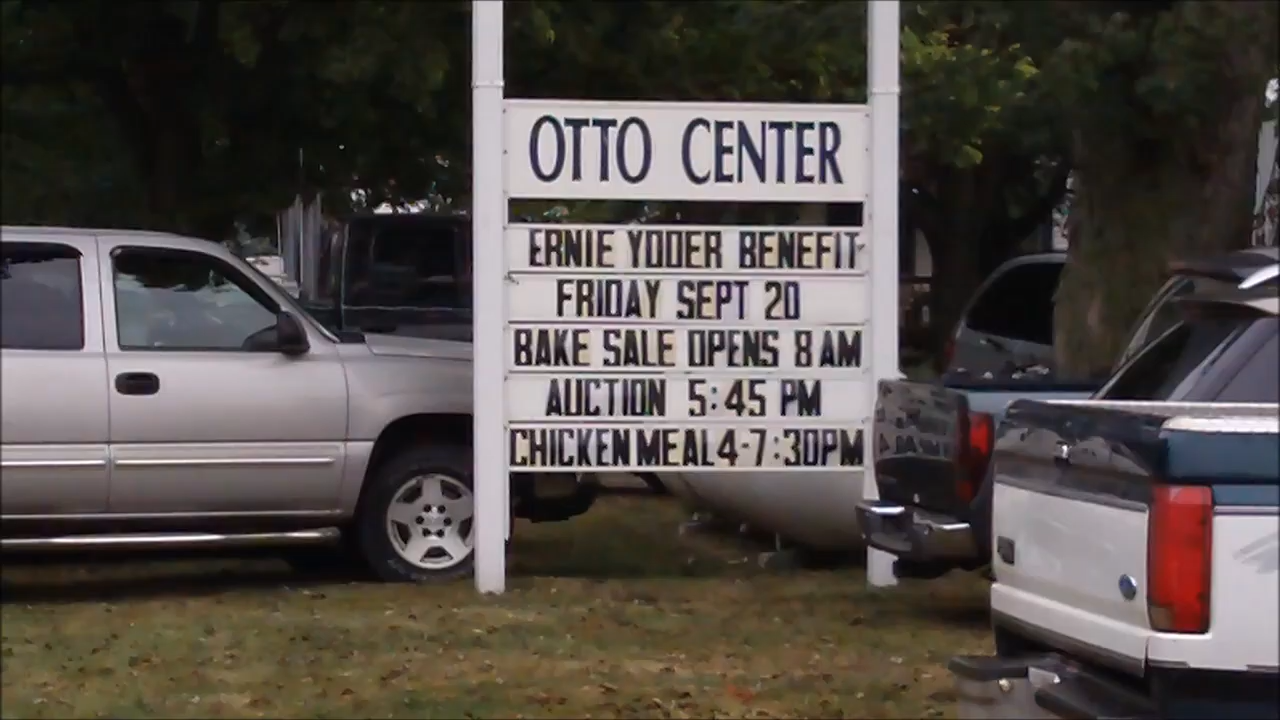 OTTO CENTER
ERNIE YODER BENEFIT
FRIDAY SEPT 20
BAKE SALE OPENS 8 AM
AUCTION 5:45 PM
CHICKEN MEAL 4-7:30PM